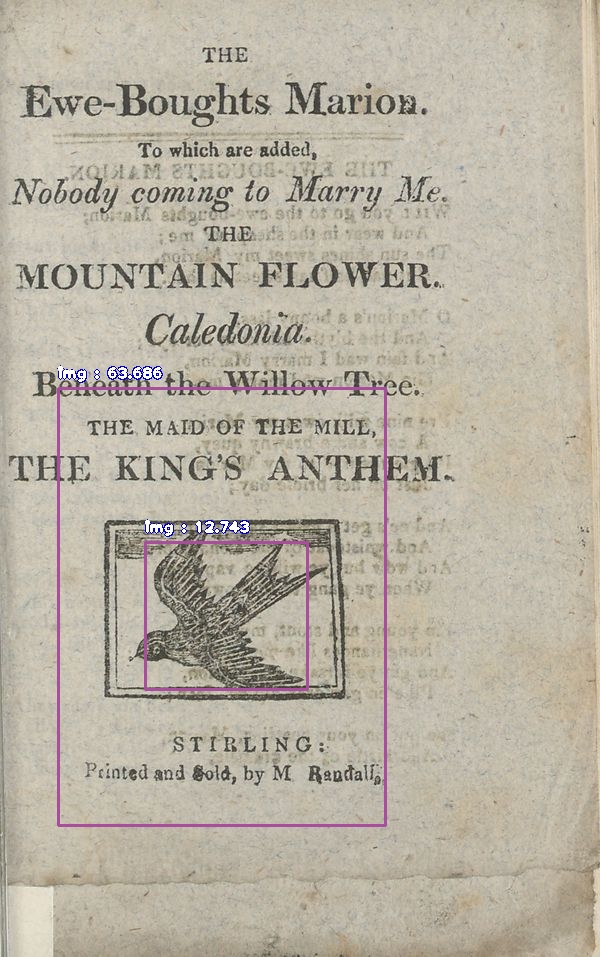 THE
Ewe-Boughts Marion.
To which are added,
Nobody coming to Marry Me.
THE
MOUNTAIN FLOWER.
Caledonia.
img : 63.686
Beneath the Willow Tree.
THE MAID OF THE MILL,
THE KING'S ANTHEM.
img : 12.743
STIRLING:
Printed and Sold, by M Randall,